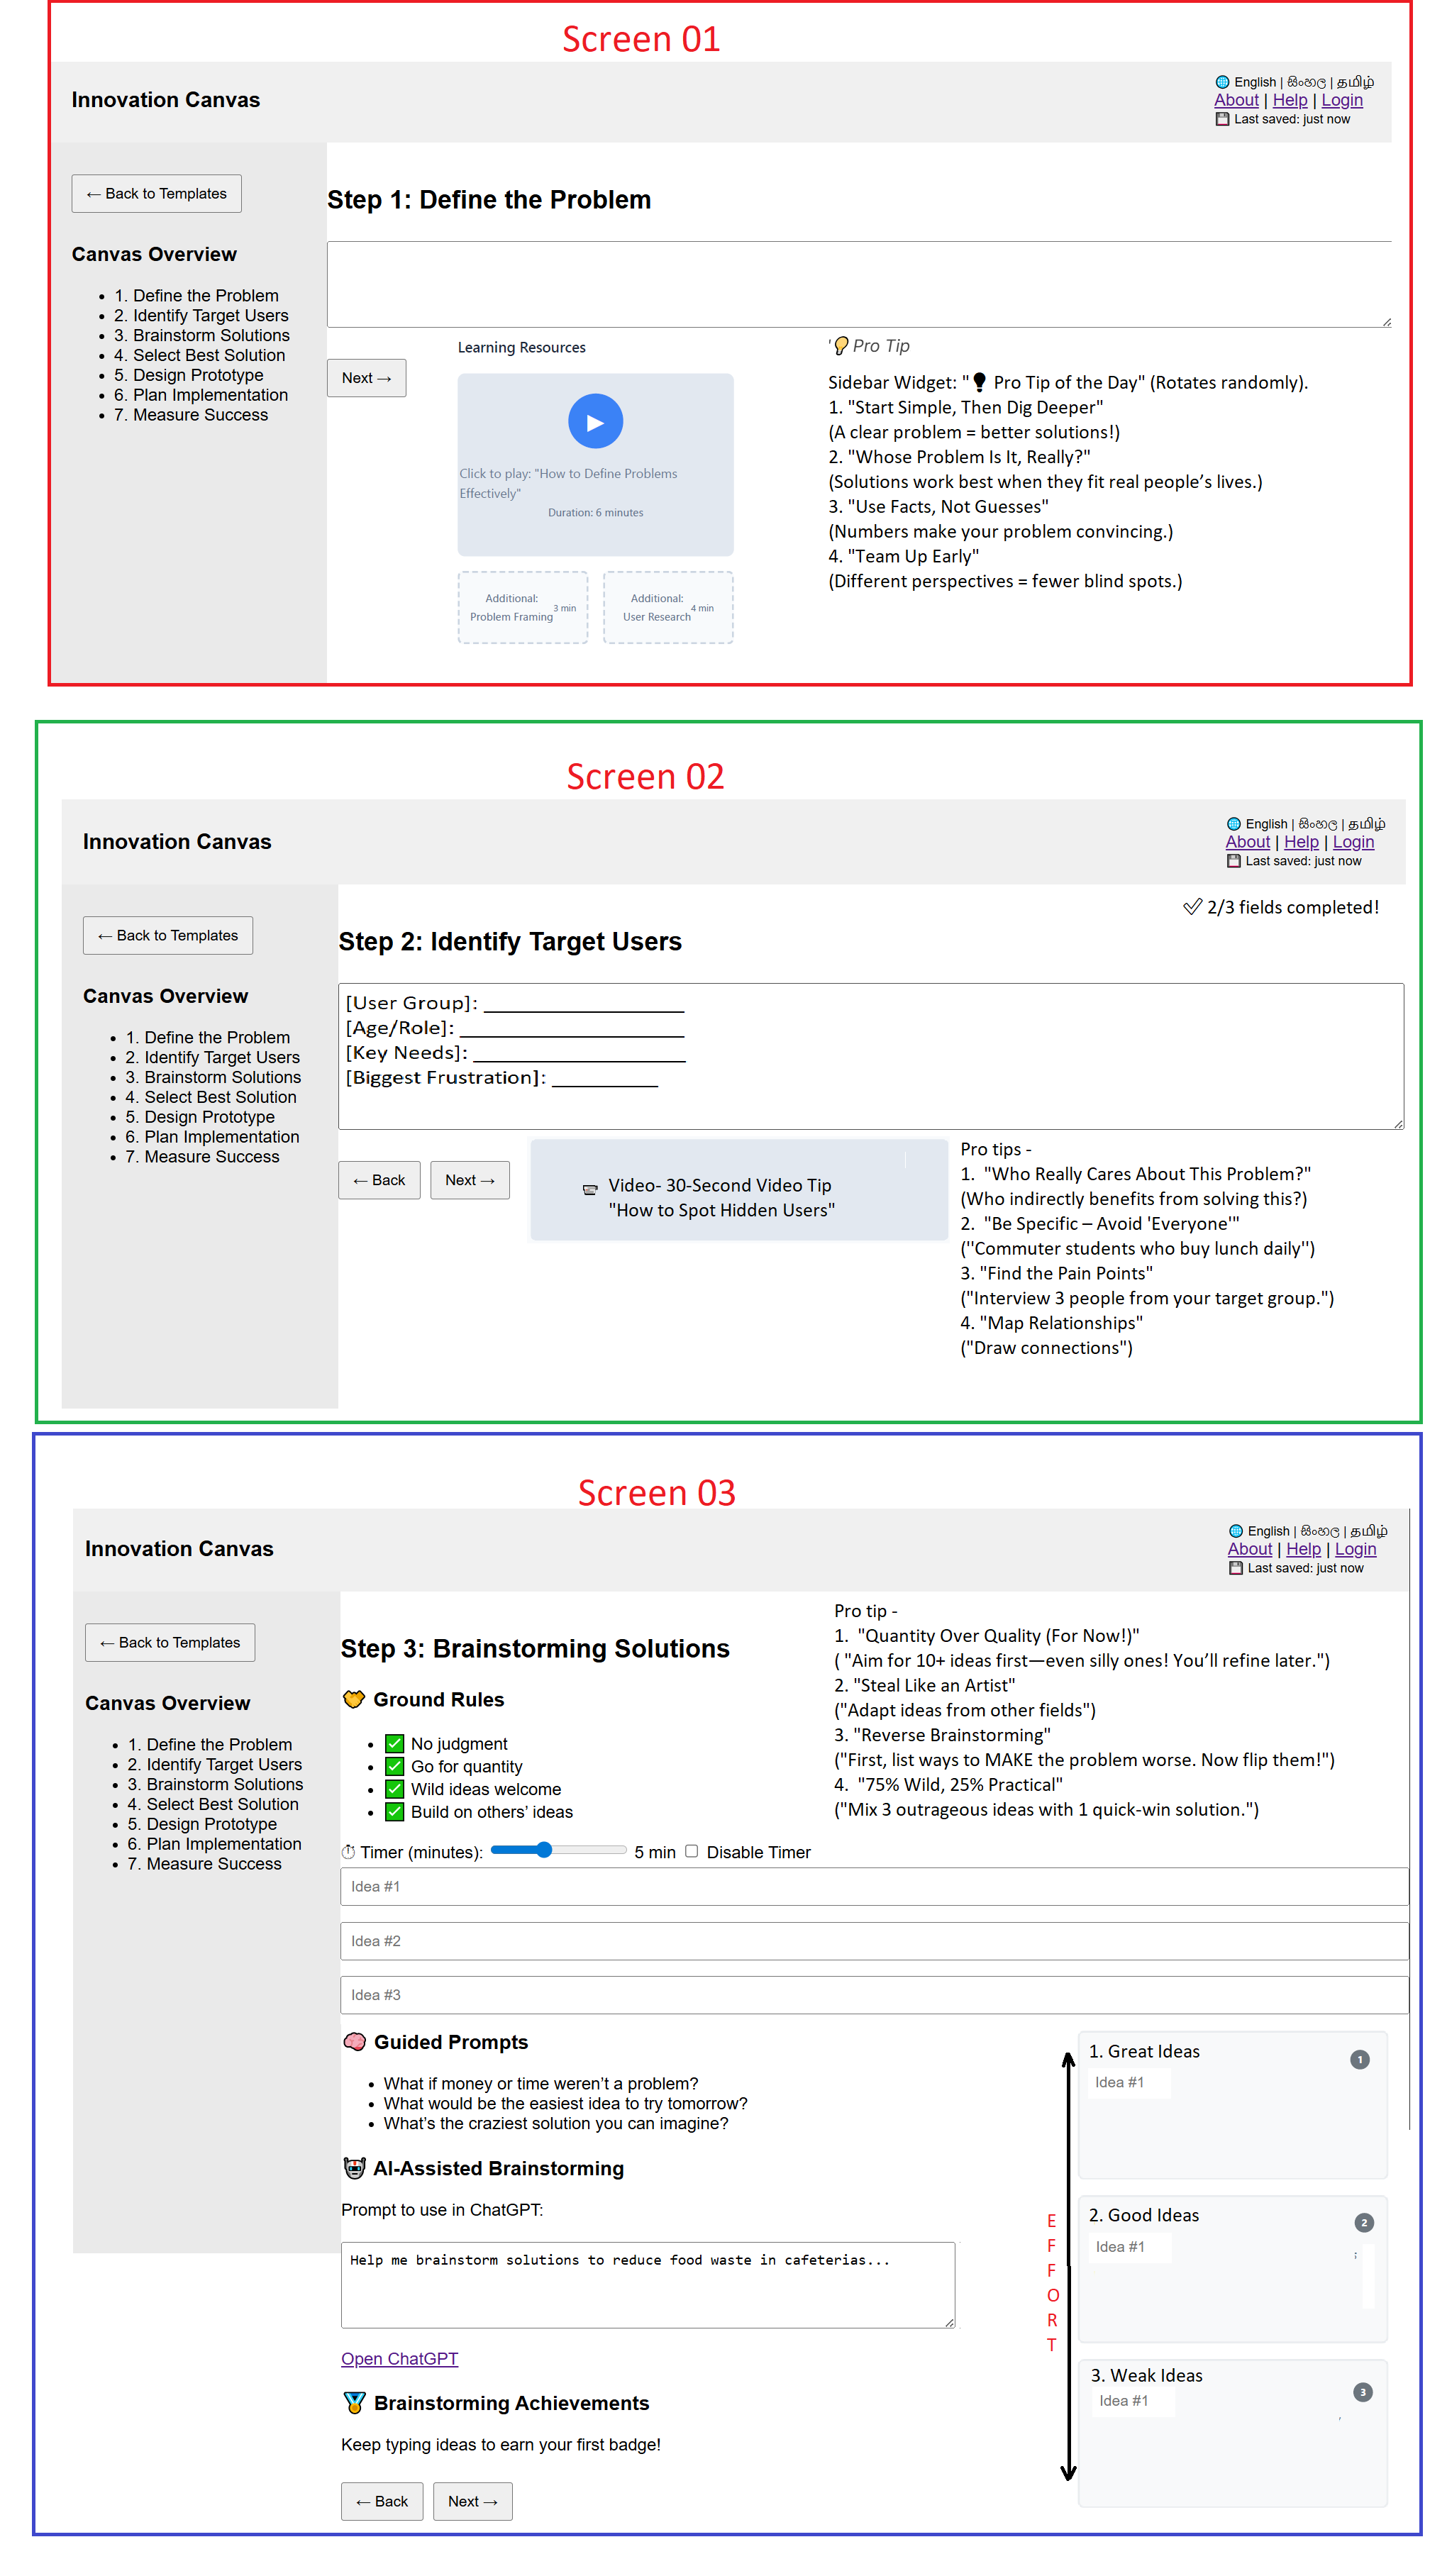 Screen 01
Innovation Canvas
🌐 English | සිංහල | தமிழ்
About | Help | Login
💾 Last saved: just now
← Back to Templates
Canvas Overview
• 1. Define the Problem
• 2. Identify Target Users
• 3. Brainstorm Solutions
• 4. Select Best Solution
• 5. Design Prototype
• 6. Plan Implementation
• 7. Measure Success
Step 1: Define the Problem
Next →
Learning Resources
Click to play: "How to Define Problems
Effectively"
Duration: 6 minutes
Additional:
Problem Framing
3 min
Additional:
User Research
4 min
'💡 Pro Tip
Sidebar Widget: "💡 Pro Tip of the Day" (Rotates randomly).
1. "Start Simple, Then Dig Deeper"
(A clear problem = better solutions!)
2. "Whose Problem Is It, Really?"
(Solutions work best when they fit real people’s lives.)
3. "Use Facts, Not Guesses"
(Numbers make your problem convincing.)
4. "Team Up Early"
(Different perspectives = fewer blind spots.)
Screen 02
Innovation Canvas
🌐 English | සිංහල | தமிழ்
About | Help | Login
💾 Last saved: just now
← Back to Templates
Canvas Overview
• 1. Define the Problem
• 2. Identify Target Users
• 3. Brainstorm Solutions
• 4. Select Best Solution
• 5. Design Prototype
• 6. Plan Implementation
• 7. Measure Success
✅ 2/3 fields completed!
Step 2: Identify Target Users
[User Group]: ____________________
[Age/Role]: ____________________
[Key Needs]: ____________________
[Biggest Frustration]: __________
← Back
Next →
Video- 30-Second Video Tip
"How to Spot Hidden Users"
Pro tips -
1. "Who Really Cares About This Problem?"
(Who indirectly benefits from solving this?)
2. "Be Specific – Avoid 'Everyone'"
(''Commuter students who buy lunch daily'')
3. "Find the Pain Points"
("Interview 3 people from your target group.")
4. "Map Relationships"
("Draw connections")
Screen 03
Innovation Canvas
🌐 English | සිංහල | தமிழ்
About | Help | Login
💾 Last saved: just now
← Back to Templates
Canvas Overview
• 1. Define the Problem
• 2. Identify Target Users
• 3. Brainstorm Solutions
• 4. Select Best Solution
• 5. Design Prototype
• 6. Plan Implementation
• 7. Measure Success
Step 3: Brainstorming Solutions
🤝 Ground Rules
• ✅ No judgment
• ✅ Go for quantity
• ✅ Wild ideas welcome
• ✅ Build on others’ ideas
Pro tip -
1. "Quantity Over Quality (For Now!)"
( "Aim for 10+ ideas first—even silly ones! You’ll refine later.")
2. "Steal Like an Artist"
("Adapt ideas from other fields")
3. "Reverse Brainstorming"
("First, list ways to MAKE the problem worse. Now flip them!")
4. "75% Wild, 25% Practical"
("Mix 3 outrageous ideas with 1 quick-win solution.")
⏱ Timer (minutes): 5 min Disable Timer
Idea #1
Idea #2
Idea #3
🧠 Guided Prompts
• What if money or time weren’t a problem?
• What would be the easiest idea to try tomorrow?
• What’s the craziest solution you can imagine?
🤖 AI-Assisted Brainstorming
Prompt to use in ChatGPT:
Help me brainstorm solutions to reduce food waste in cafeterias...
Open ChatGPT
🏅 Brainstorming Achievements
Keep typing ideas to earn your first badge!
← Back
Next →
EFFORT
1. Great Ideas
1
Idea #1
2. Good Ideas
2
Idea #1
3. Weak Ideas
3
Idea #1